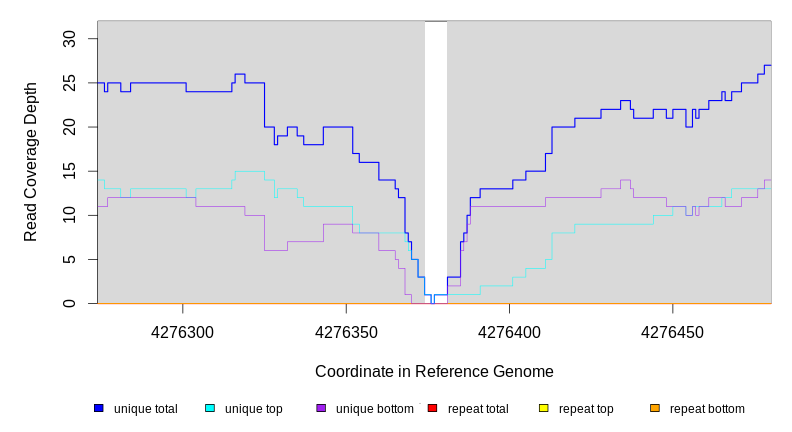 Read Coverage Depth
30
25
20
15
10
5
0
4276300 4276350 4276400 4276450
Coordinate in Reference Genome
unique total unique top unique bottom repeat total repeat top repeat bottom